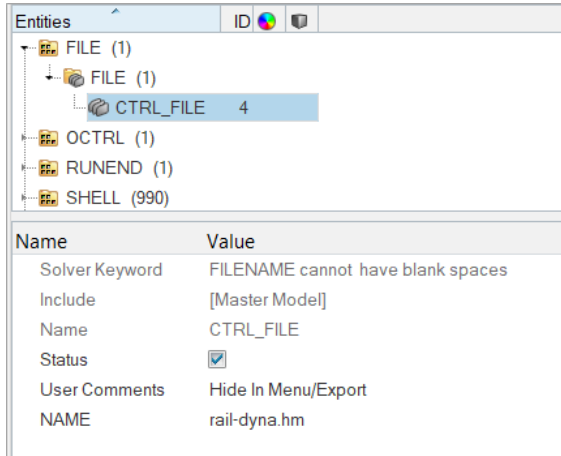 Entities ID
FILE (1)
FILE (1)
CTRL_FILE 4
OCTRL (1)
RUNEND (1)
SHELL (990)
Name Value
Solver Keyword FILENAME cannot have blank spaces
Include [Master Model]
Name CTRL_FILE
Status
User Comments Hide In Menu/Export
NAME rail-dyna.hm